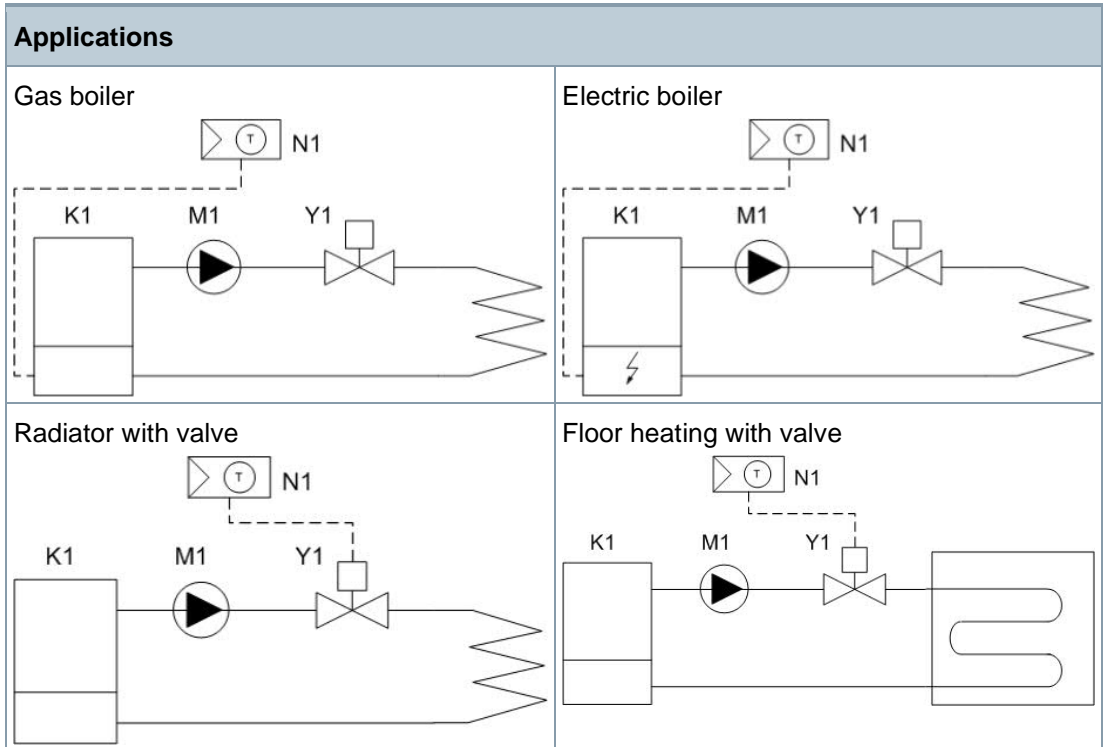 Applications
Gas boiler
T
N1
K1
M1
Y1
Electric boiler
T
N1
K1
M1
Y1
Radiator with valve
T
N1
K1
M1
Y1
Floor heating with valve
T
N1
K1
M1
Y1